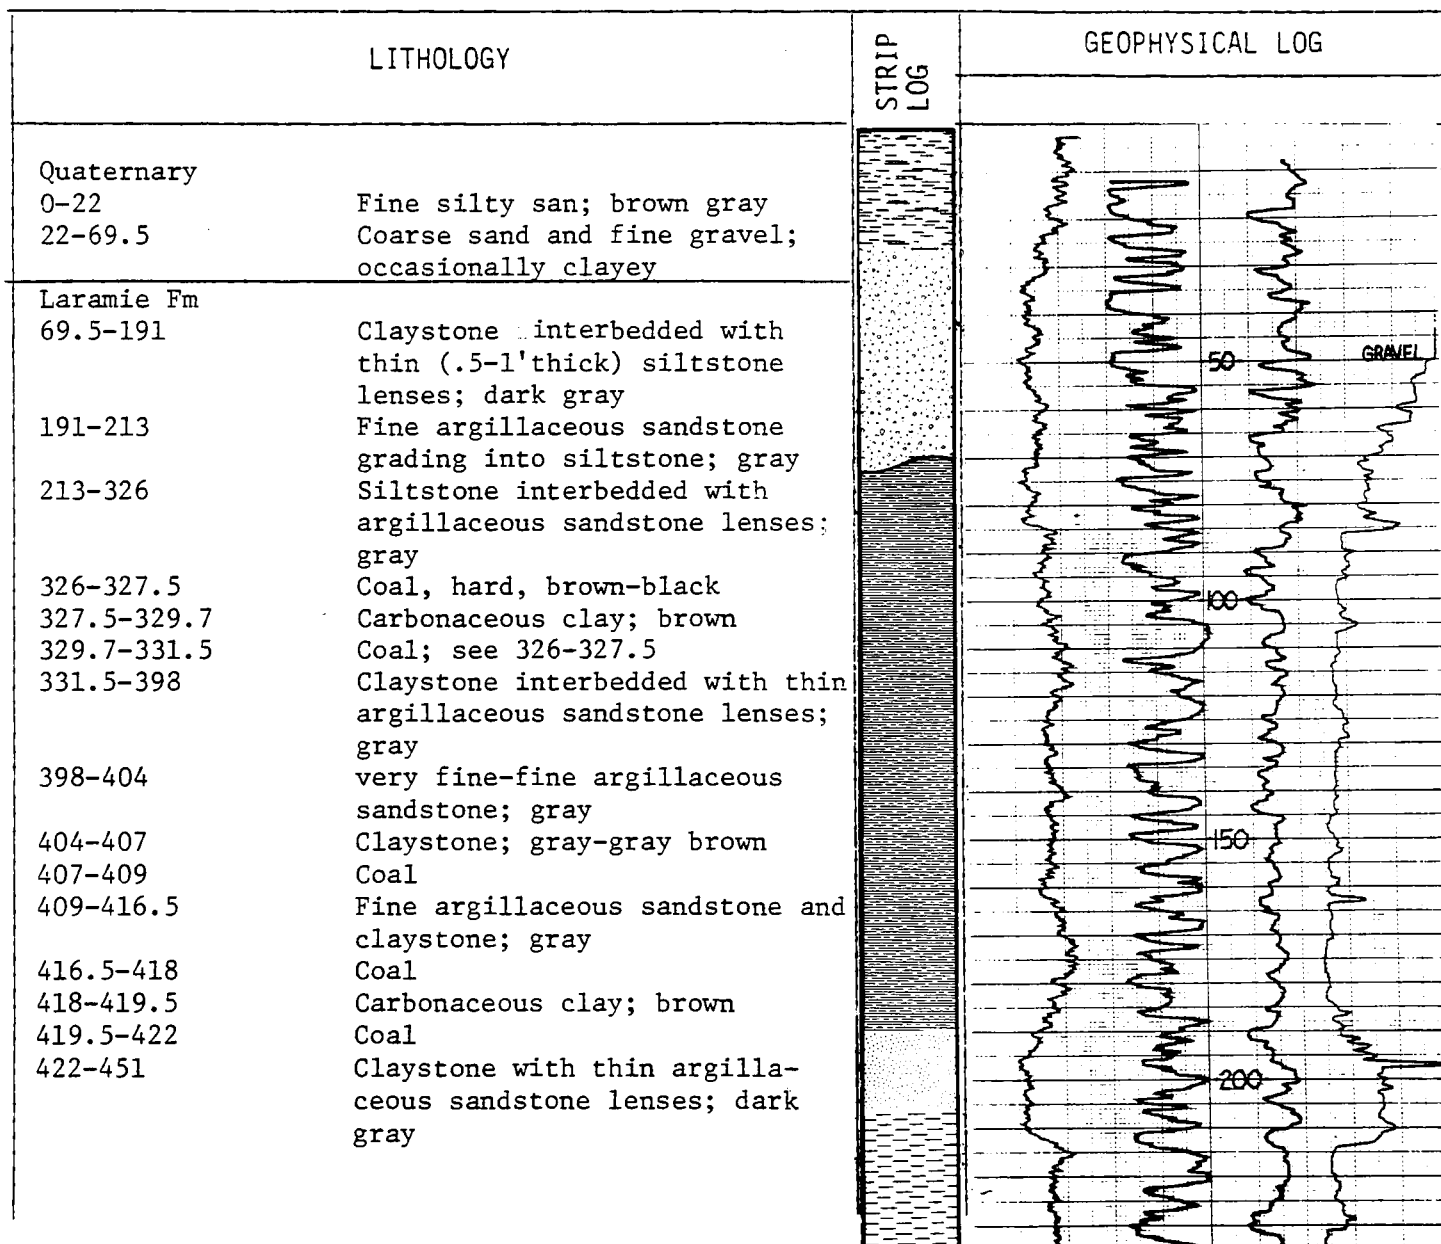 LITHOLOGY
STRIP LOG
GEOPHYSICAL LOG
Quaternary
0-22 Fine silty san; brown gray
22-69.5 Coarse sand and fine gravel;
occasionally clayey
Laramie Fm
69.5-191 Claystone interbedded with
thin (.5-1'thick) siltstone
lenses; dark gray
191-213 Fine argillaceous sandstone
grading into siltstone; gray
213-326 Siltstone interbedded with
argillaceous sandstone lenses;
gray
326-327.5 Coal, hard, brown-black
327.5-329.7 Carbonaceous clay; brown
329.7-331.5 Coal; see 326-327.5
331.5-398 Claystone interbedded with thin
argillaceous sandstone lenses;
gray
398-404 very fine-fine argillaceous
sandstone; gray
404-407 Claystone; gray-gray brown
407-409 Coal
409-416.5 Fine argillaceous sandstone and
claystone; gray
416.5-418 Coal
418-419.5 Carbonaceous clay; brown
419.5-422 Coal
422-451 Claystone with thin argilla-
ceous sandstone lenses; dark
gray
50
GRAVEL
100
150
200